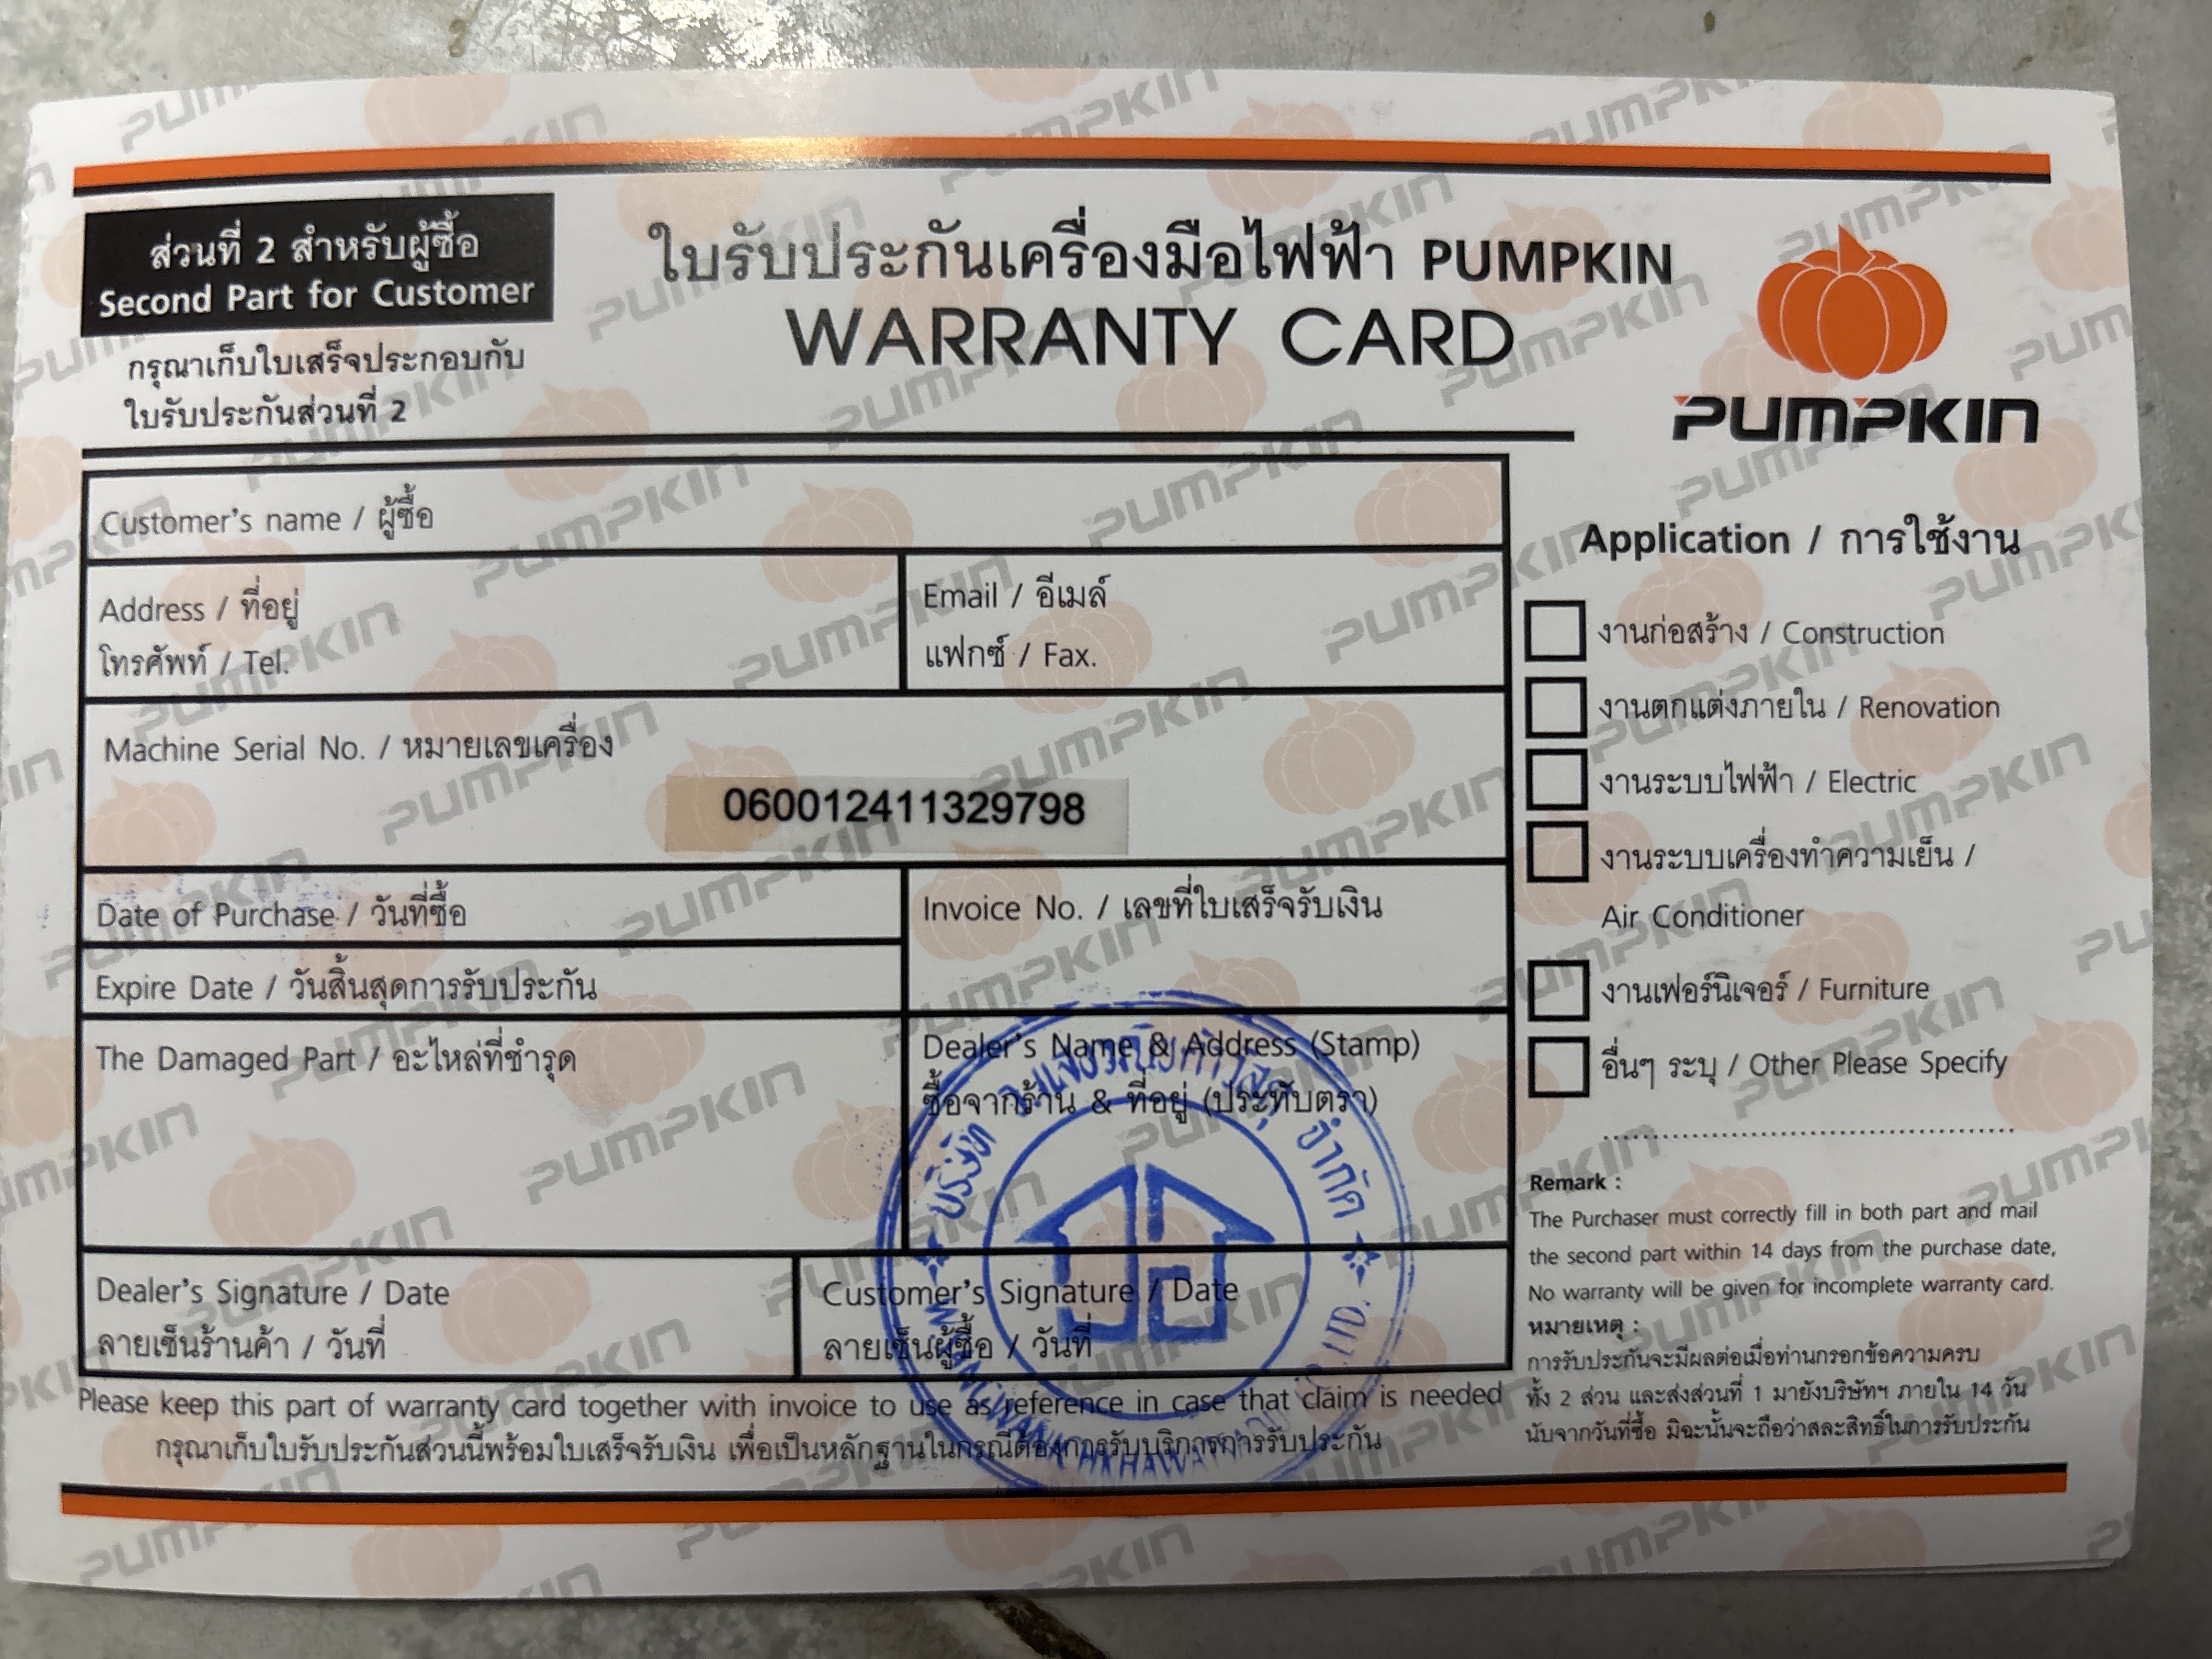 ส่วนที่ 2 สำหรับผู้ซื้อ
Second Part for Customer
กรุณาเก็บใบเสร็จประกอบกับ
ใบรับประกันส่วนที่ 2
ใบรับประกันเครื่องมือไฟฟ้า PUMPKIN
WARRANTY CARD
PUMPKIN
Customer's name / ผู้ซื้อ
Address / ที่อยู่
โทรศัพท์ / Tel.
Email / อีเมล์
แฟกซ์ / Fax.
Machine Serial No. / หมายเลขเครื่อง
060012411329798
Date of Purchase / วันที่ซื้อ
Invoice No. / เลขที่ใบเสร็จรับเงิน
Expire Date / วันสิ้นสุดการรับประกัน
The Damaged Part / อะไหล่ที่ชำรุด
Dealer's Name & Address (Stamp)
ซื้อจากร้าน & ที่อยู่ (ประทับตรา)
บริษัท
จำกัด
LTD.
Dealer's Signature / Date
ลายเซ็นร้านค้า / วันที่
Customer's Signature / Date
ลายเซ็นผู้ซื้อ / วันที่
Please keep this part of warranty card together with invoice to use as reference in case that claim is needed
กรุณาเก็บใบรับประกันส่วนนี้พร้อมใบเสร็จรับเงิน เพื่อเป็นหลักฐานในกรณีต้องการรับบริการการรับประกัน
Application / การใช้งาน
งานก่อสร้าง / Construction
งานตกแต่งภายใน / Renovation
งานระบบไฟฟ้า / Electric
งานระบบเครื่องทำความเย็น /
Air Conditioner
งานเฟอร์นิเจอร์ / Furniture
อื่นๆ ระบุ / Other Please Specify
Remark :
The Purchaser must correctly fill in both part and mail
the second part within 14 days from the purchase date,
No warranty will be given for incomplete warranty card.
หมายเหตุ :
การรับประกันจะมีผลต่อเมื่อท่านกรอกข้อความครบ
ทั้ง 2 ส่วน และส่งส่วนที่ 1 มายังบริษัทฯ ภายใน 14 วัน
นับจากวันที่ซื้อ มิฉะนั้นจะถือว่าสละสิทธิ์ในการรับประกัน